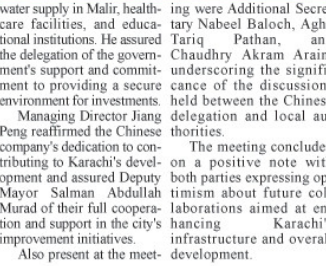 water supply in Malir, health-
care facilities, and educa-
tional institutions. He assured
the delegation of the govern-
ment's support and commit-
ment to providing a secure
environment for investments.
Managing Director Jiang
Peng reaffirmed the Chinese
company's dedication to con-
tributing to Karachi's devel-
opment and assured Deputy
Mayor Salman Abdullah
Murad of their full coopera-
tion and support in the city's
improvement initiatives.
Also present at the meet-
ing were Additional Secre
tary Nabeel Baloch, Agh
Tariq Pathan, an
Chaudhry Akram Arain
underscoring the signifi
cance of the discussion
held between the Chines
delegation and local au
thorities.
The meeting conclude
on a positive note wit
both parties expressing op
timism about future col
laborations aimed at en
hancing Karachi'
infrastructure and overal
development.